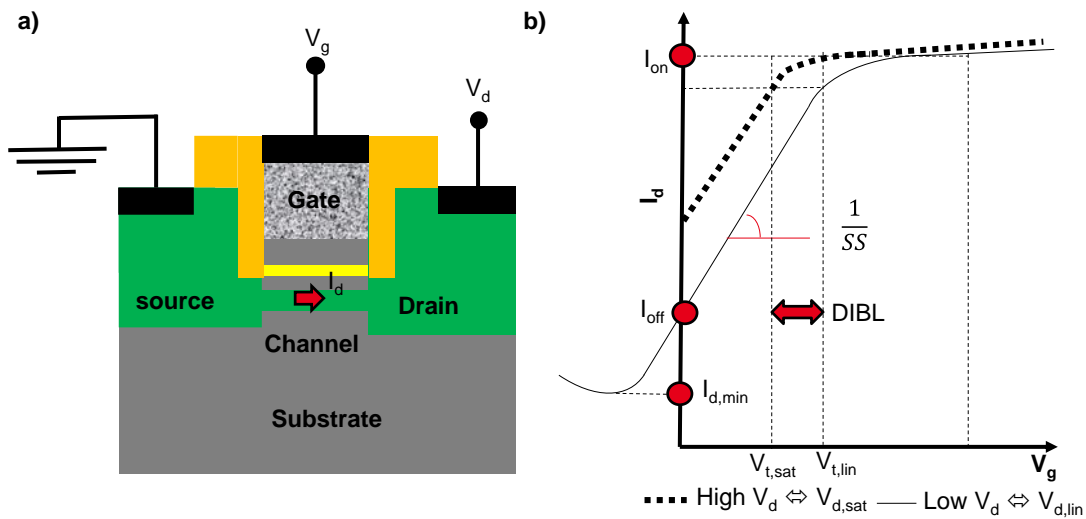 a)
V_g
V_d
Gate
I_d
source
Drain
Channel
Substrate
b)
I_on
I_d
1
SS
I_off
DIBL
I_d,min
V_t,sat
V_t,lin
V_g
High V_d ⇔ V_d,sat
Low V_d ⇔ V_d,lin